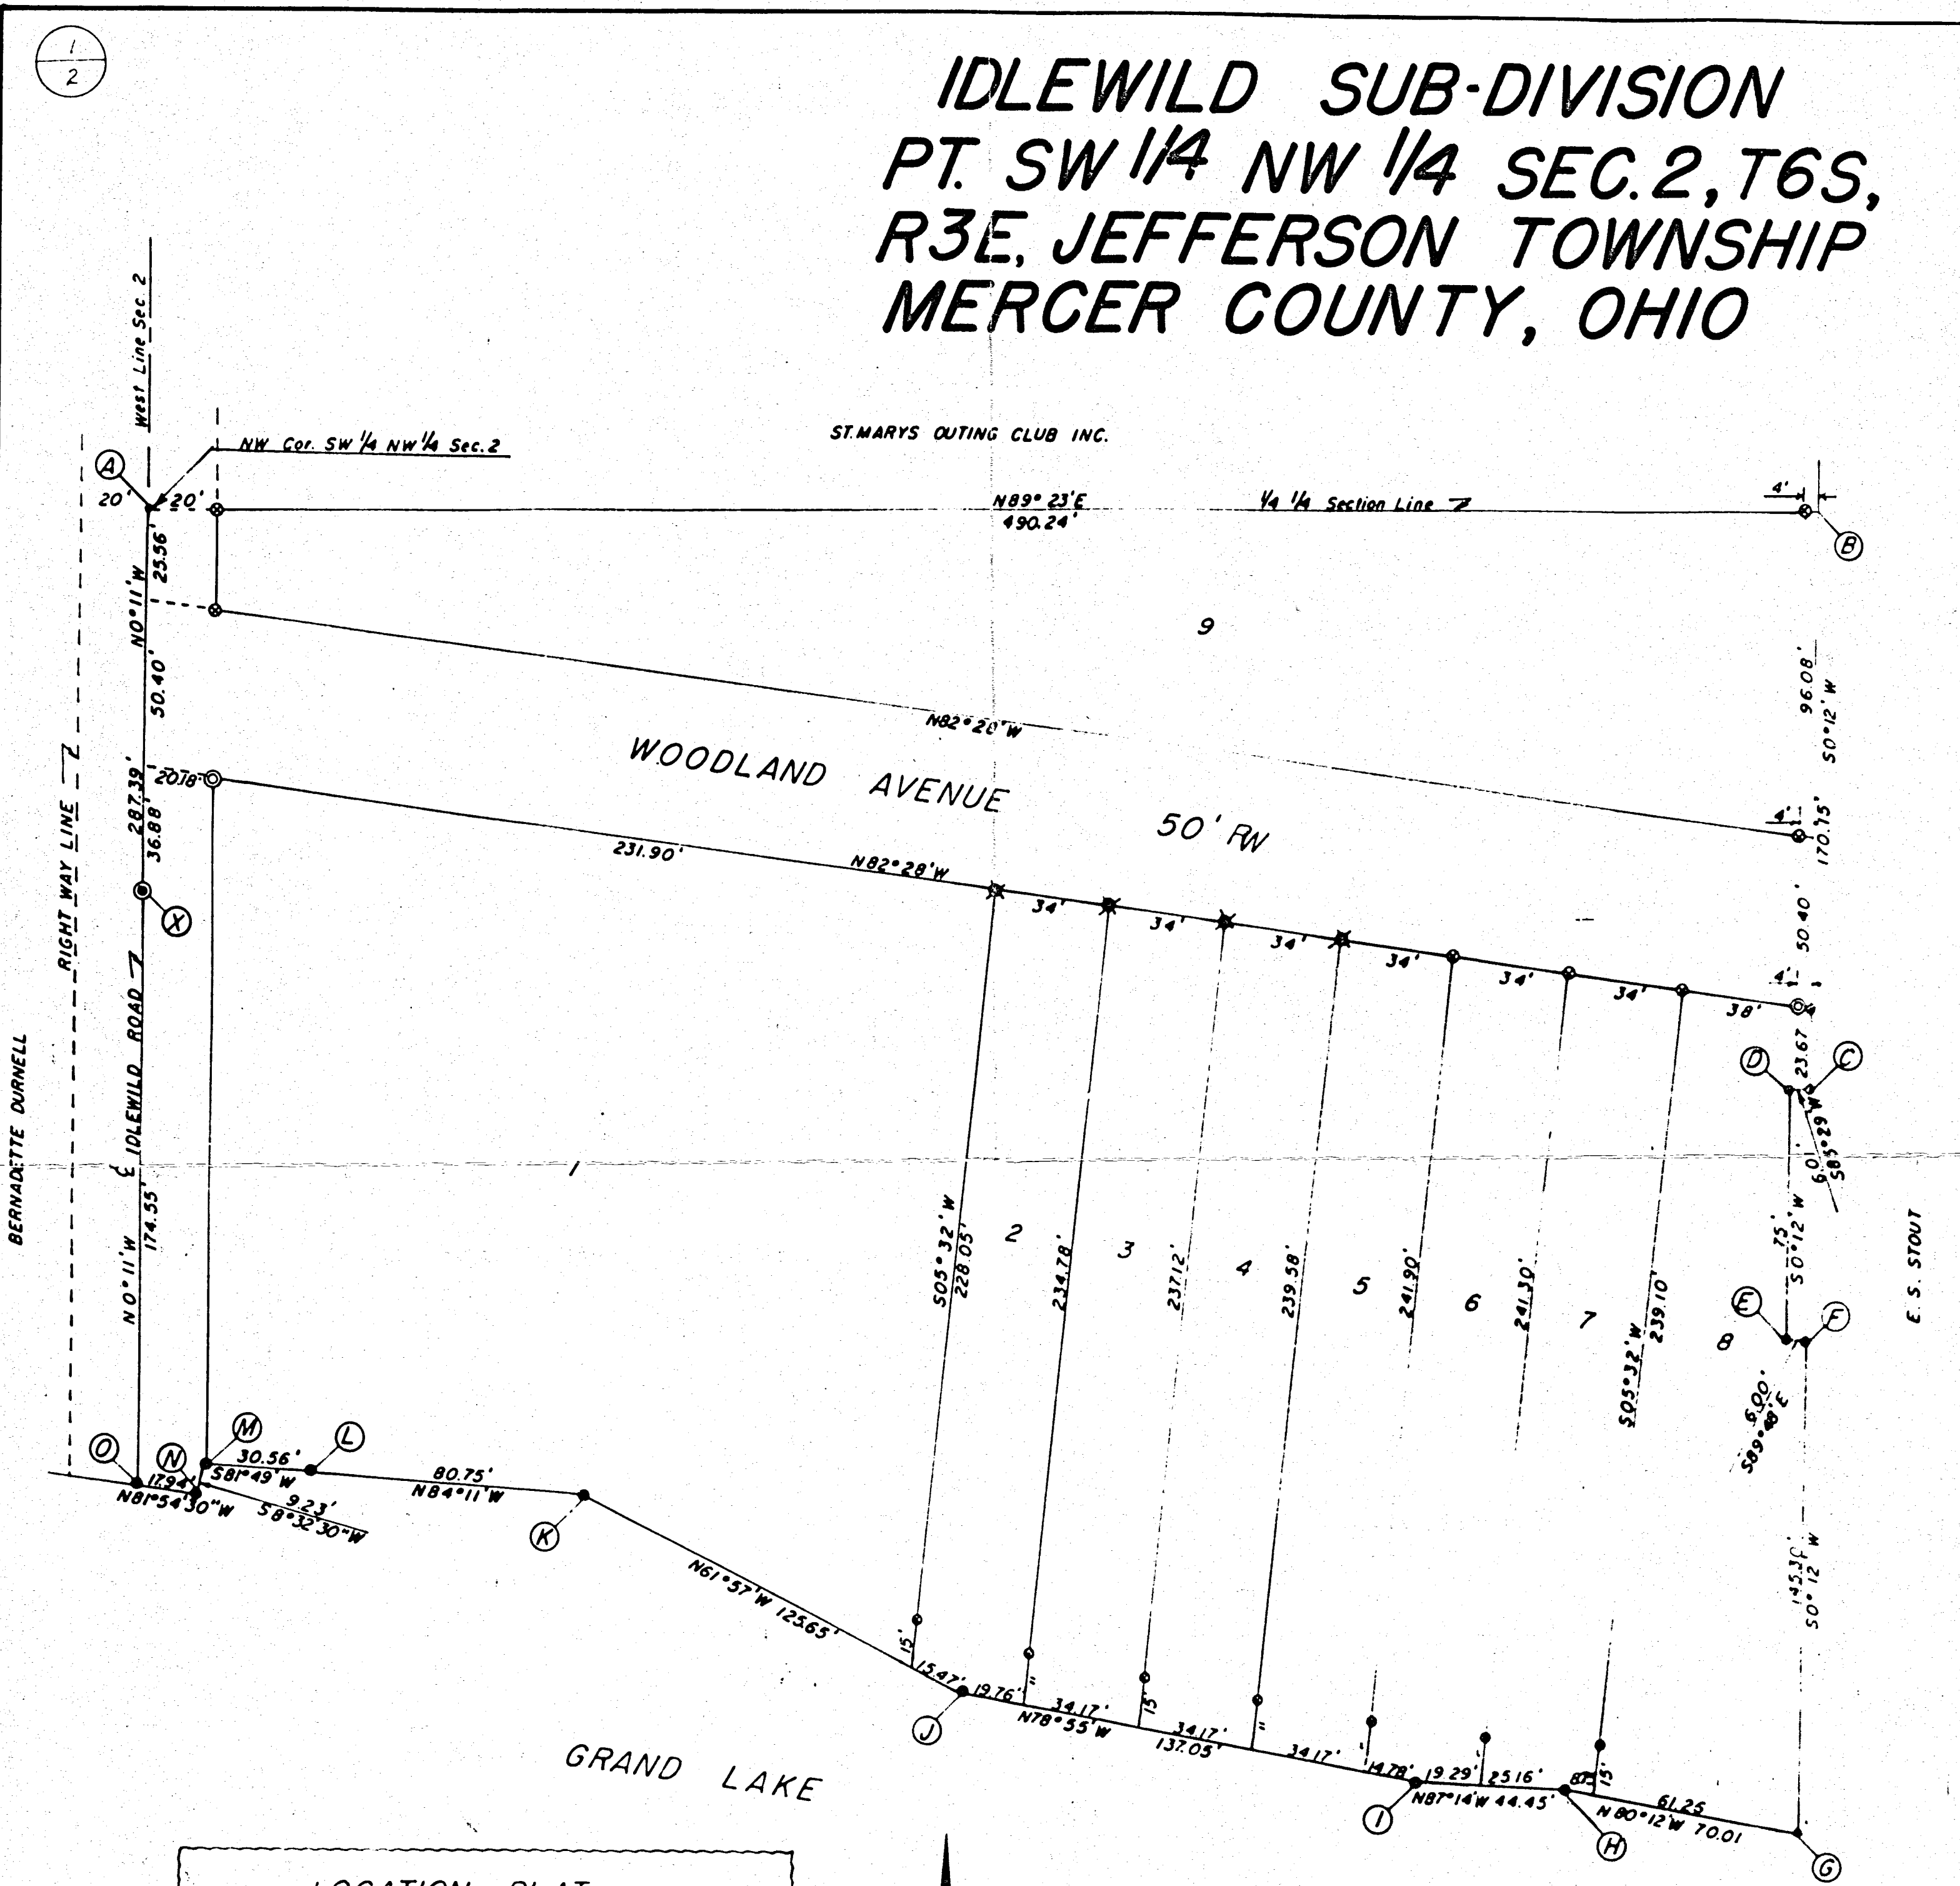 1
2
IDLEWILD SUB-DIVISION
PT. SW 1/4 NW 1/4 SEC. 2, T6S,
R3E, JEFFERSON TOWNSHIP
MERCER COUNTY, OHIO
West Line Sec. 2
NW Cor. SW 1/4 NW 1/4 Sec. 2
ST. MARYS OUTING CLUB INC.
A
20' 20'
N89° 23'E
490.24'
1/4 1/4 Section Line
4'
B
25.56'
N0°11'W
50.40'
9
96.08'
S0°12'W
N82°28'W
WOODLAND AVENUE 50' RW
4'
170.75'
287.39'
20.18'
36.88'
RIGHT WAY LINE
X
231.90'
N82°28'W
34'
34'
34'
34'
34'
34'
38'
50.40'
4'
23.67
D
C
6.01'
S85°29'W
BERNADETTE DURNELL
℄ IDLEWILD ROAD
N0°11'W
174.55'
1
S05°32'W
228.05'
2
234.78'
3
237.12'
4
239.58'
5
241.90'
6
241.30'
7
S05°32'W
239.10'
8
75'
S0°12'W
E
F
6.00'
S89°48'E
E. S. STOUT
O
N
M
L
17.94'
N81°54'30"W
30.56'
S81°49'W
9.23'
S8°32'30"W
80.75'
N84°11'W
K
N61°57'W 125.65'
145.30'
S0°12'W
15'
15.47'
19.76'
"
34.17'
N78°55'W
15'
34.17'
137.05'
"
34.17'
14.78'
19.29'
25.16'
N87°14'W 44.45'
15'
61.25
N80°12'W 70.01
J
I
H
G
GRAND LAKE
LOCATION PLAT